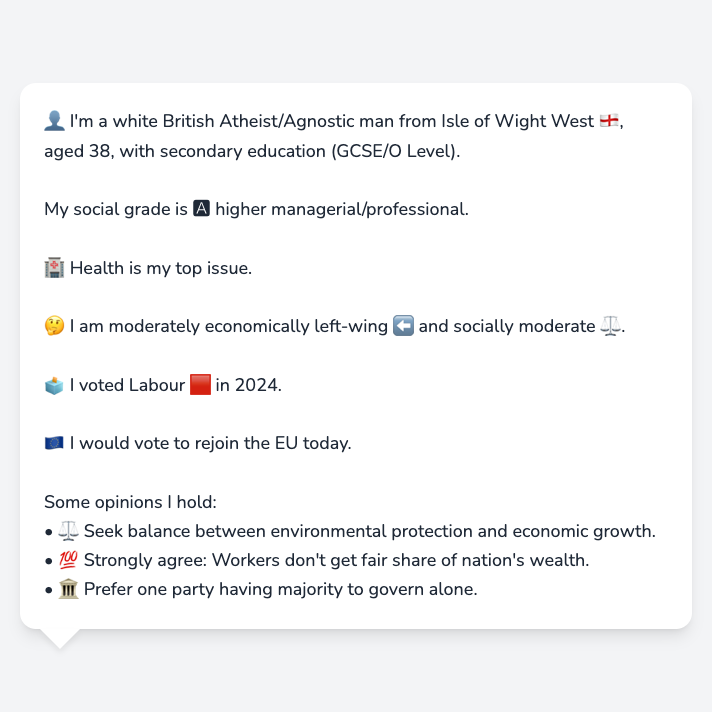 👤 I'm a white British Atheist/Agnostic man from Isle of Wight West 🏴󠁧󠁢󠁥󠁮󠁧󠁿,
aged 38, with secondary education (GCSE/O Level).
My social grade is 🅰 higher managerial/professional.
🏥 Health is my top issue.
🤔 I am moderately economically left-wing ⬅️ and socially moderate ⚖️.
🗳️ I voted Labour 🟥 in 2024.
🇪🇺 I would vote to rejoin the EU today.
Some opinions I hold:
• ⚖️ Seek balance between environmental protection and economic growth.
• 💯 Strongly agree: Workers don't get fair share of nation's wealth.
• 🏛️ Prefer one party having majority to govern alone.